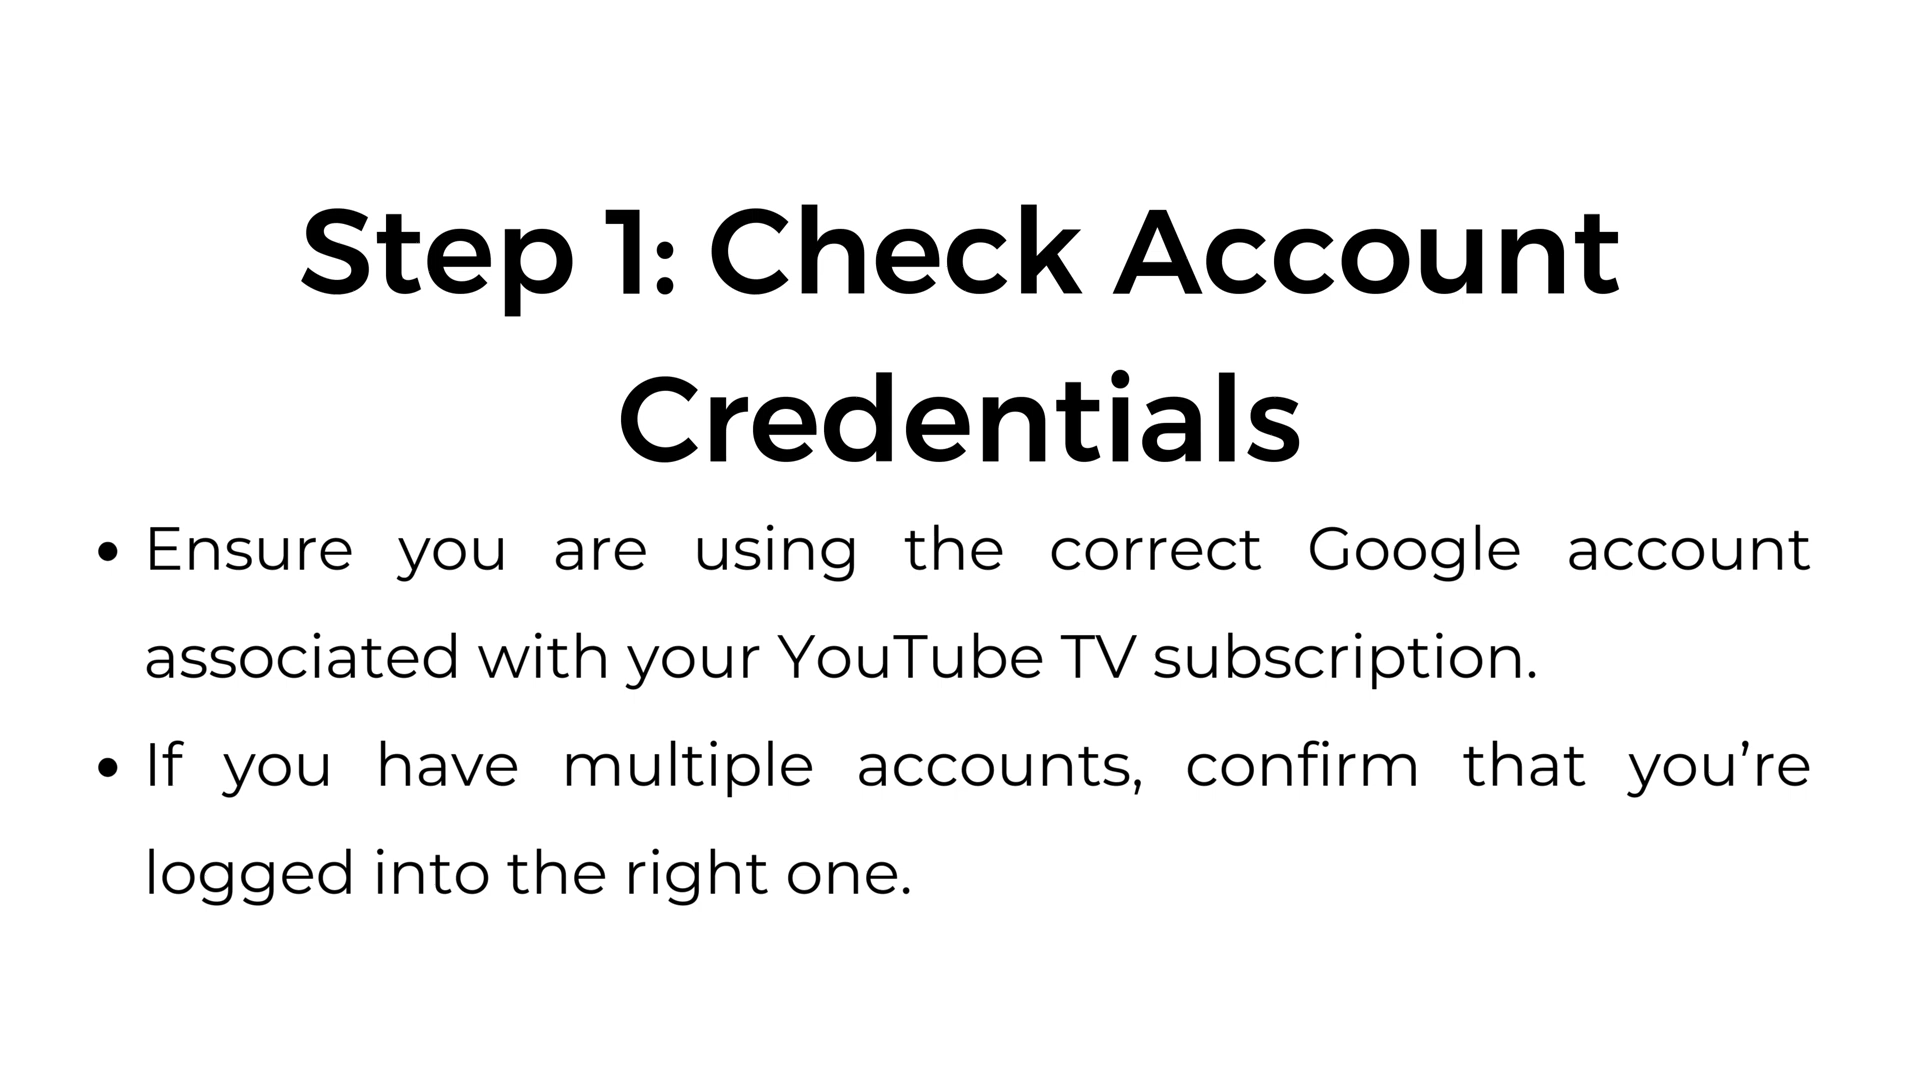 Step 1: Check Account
Credentials
• Ensure you are using the correct Google account
associated with your YouTube TV subscription.
• If you have multiple accounts, confirm that you’re
logged into the right one.